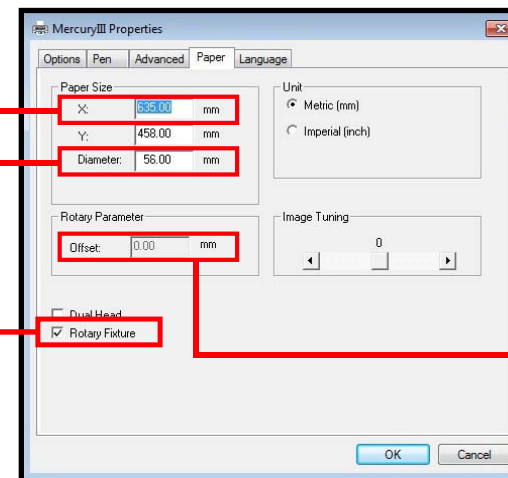 MercuryIII Properties
Options Pen Advanced Paper Language
Paper Size
X: 635.00 mm
Y: 458.00 mm
Diameter: 56.00 mm
Unit
Metric (mm)
Imperial (inch)
Rotary Parameter
Offset: 0.00 mm
Image Tuning
0
Dual Head
Rotary Fixture
OK Cancel